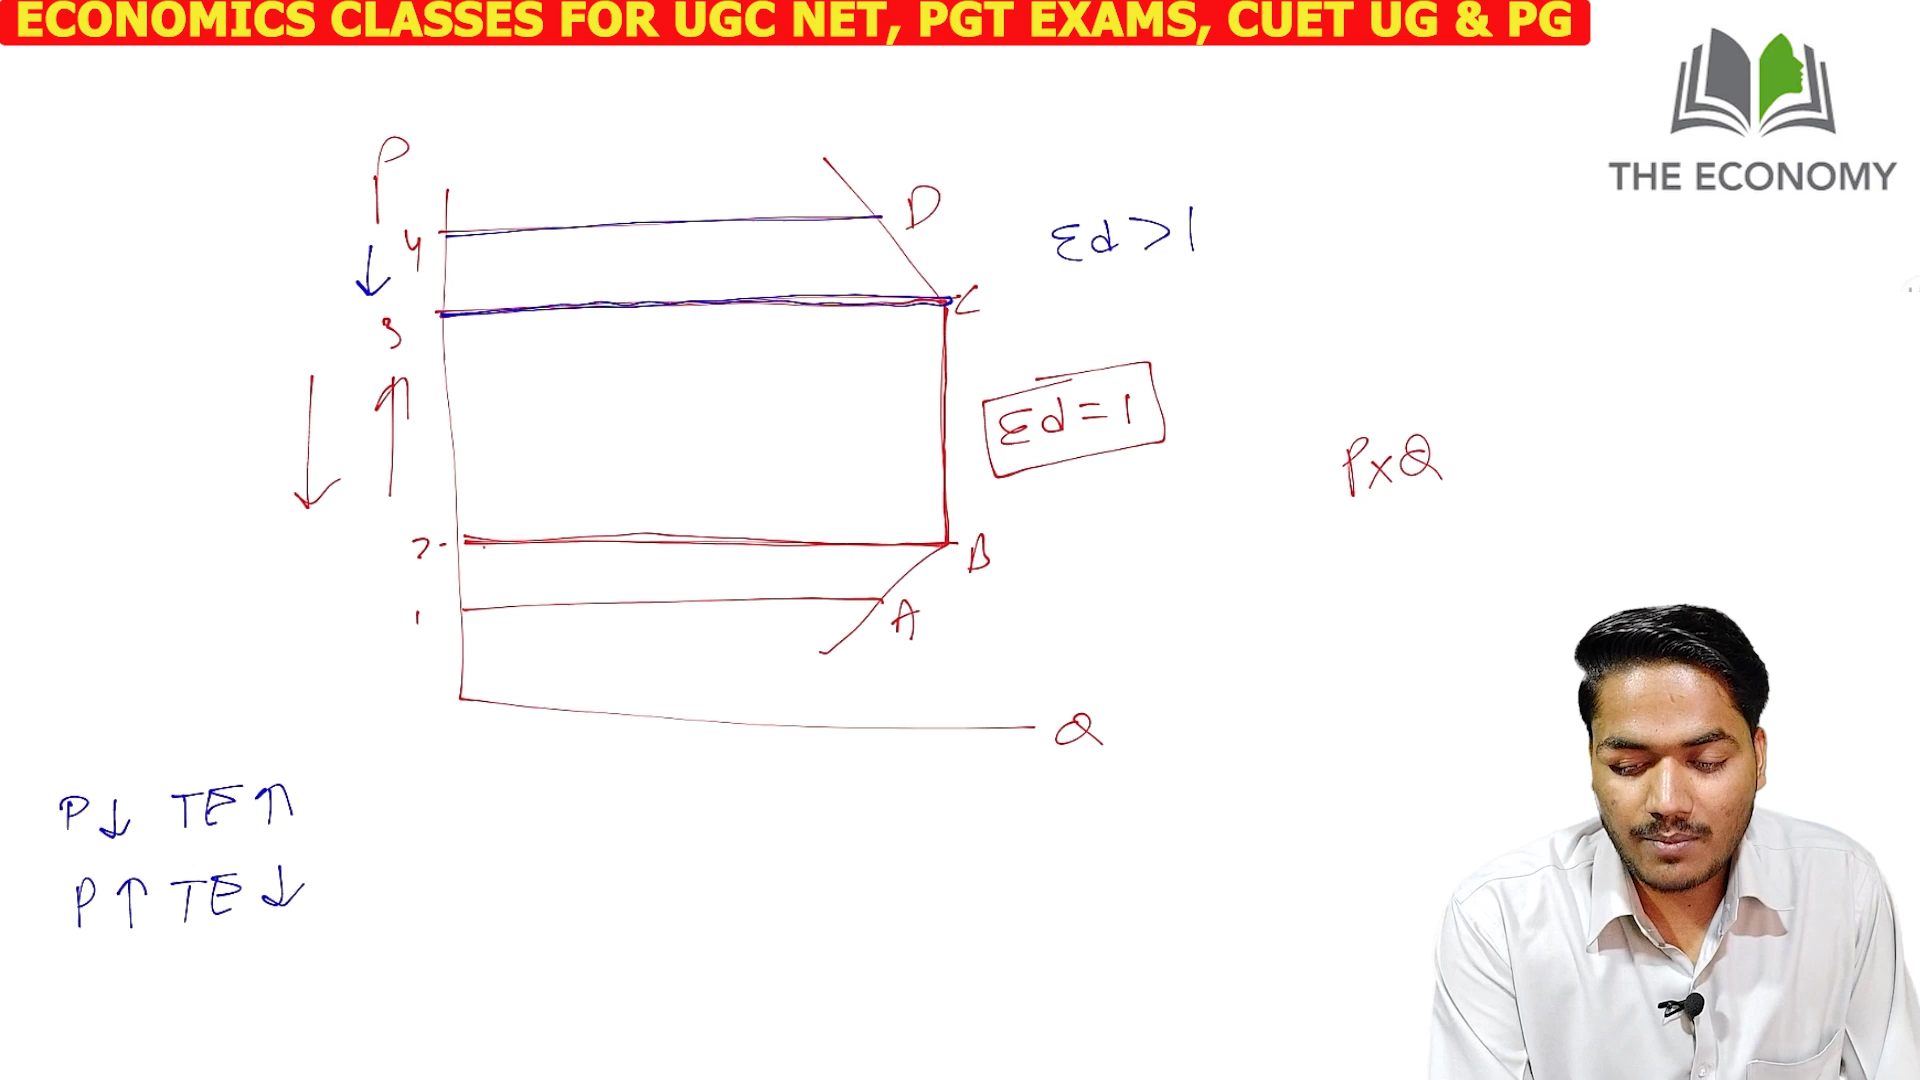 ECONOMICS CLASSES FOR UGC NET, PGT EXAMS, CUET UG & PG
THE ECONOMY
P
D
4
Ed > 1
C
3
Ed = 1
P x Q
2
B
1
A
Q
P ↓ TE ↑
P ↑ TE ↓